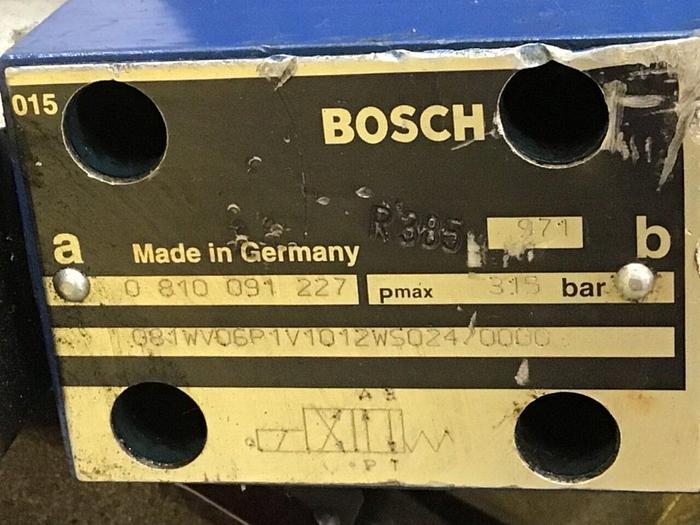 015
BOSCH
R385
971
a
Made in Germany
b
0 810 091 227
pmax 315 bar
081WV06P1V1012WS024/0000
A B
P T